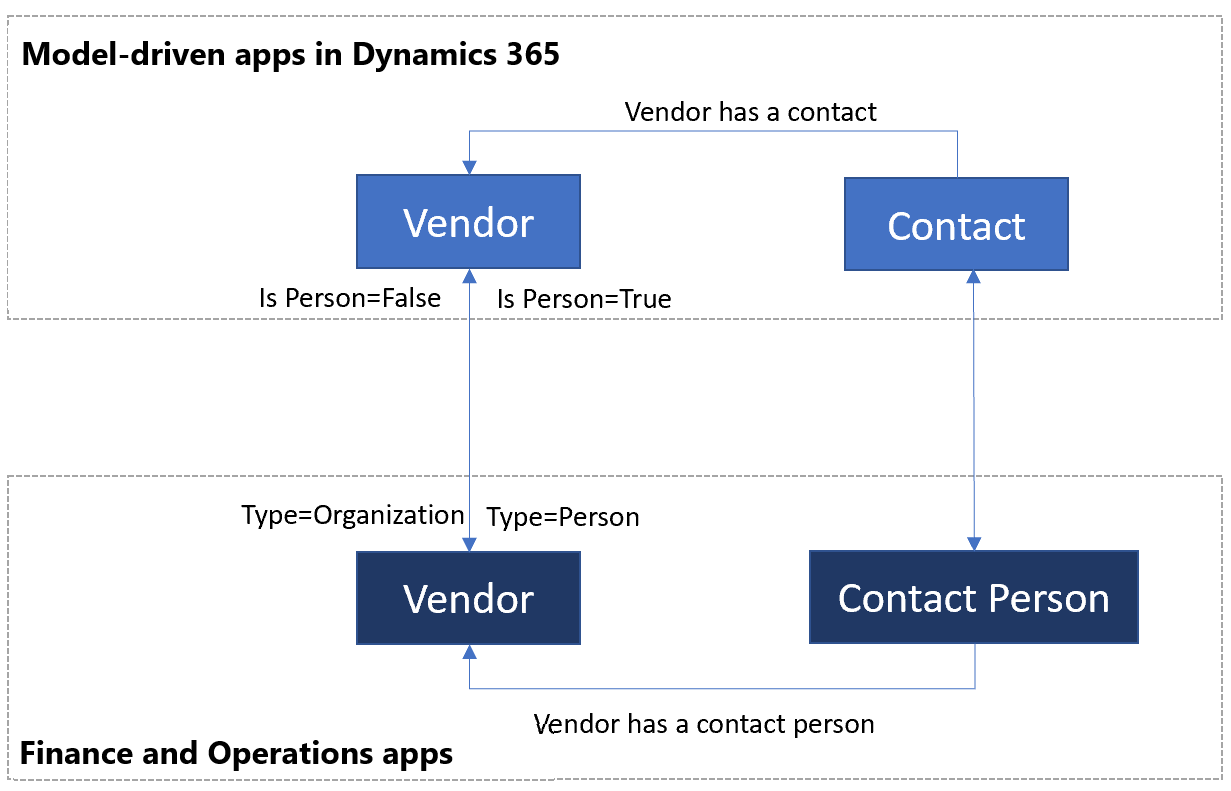 Model-driven apps in Dynamics 365
Vendor has a contact
Vendor
Contact
Is Person=False
Is Person=True
Type=Organization
Type=Person
Vendor
Contact Person
Vendor has a contact person
Finance and Operations apps